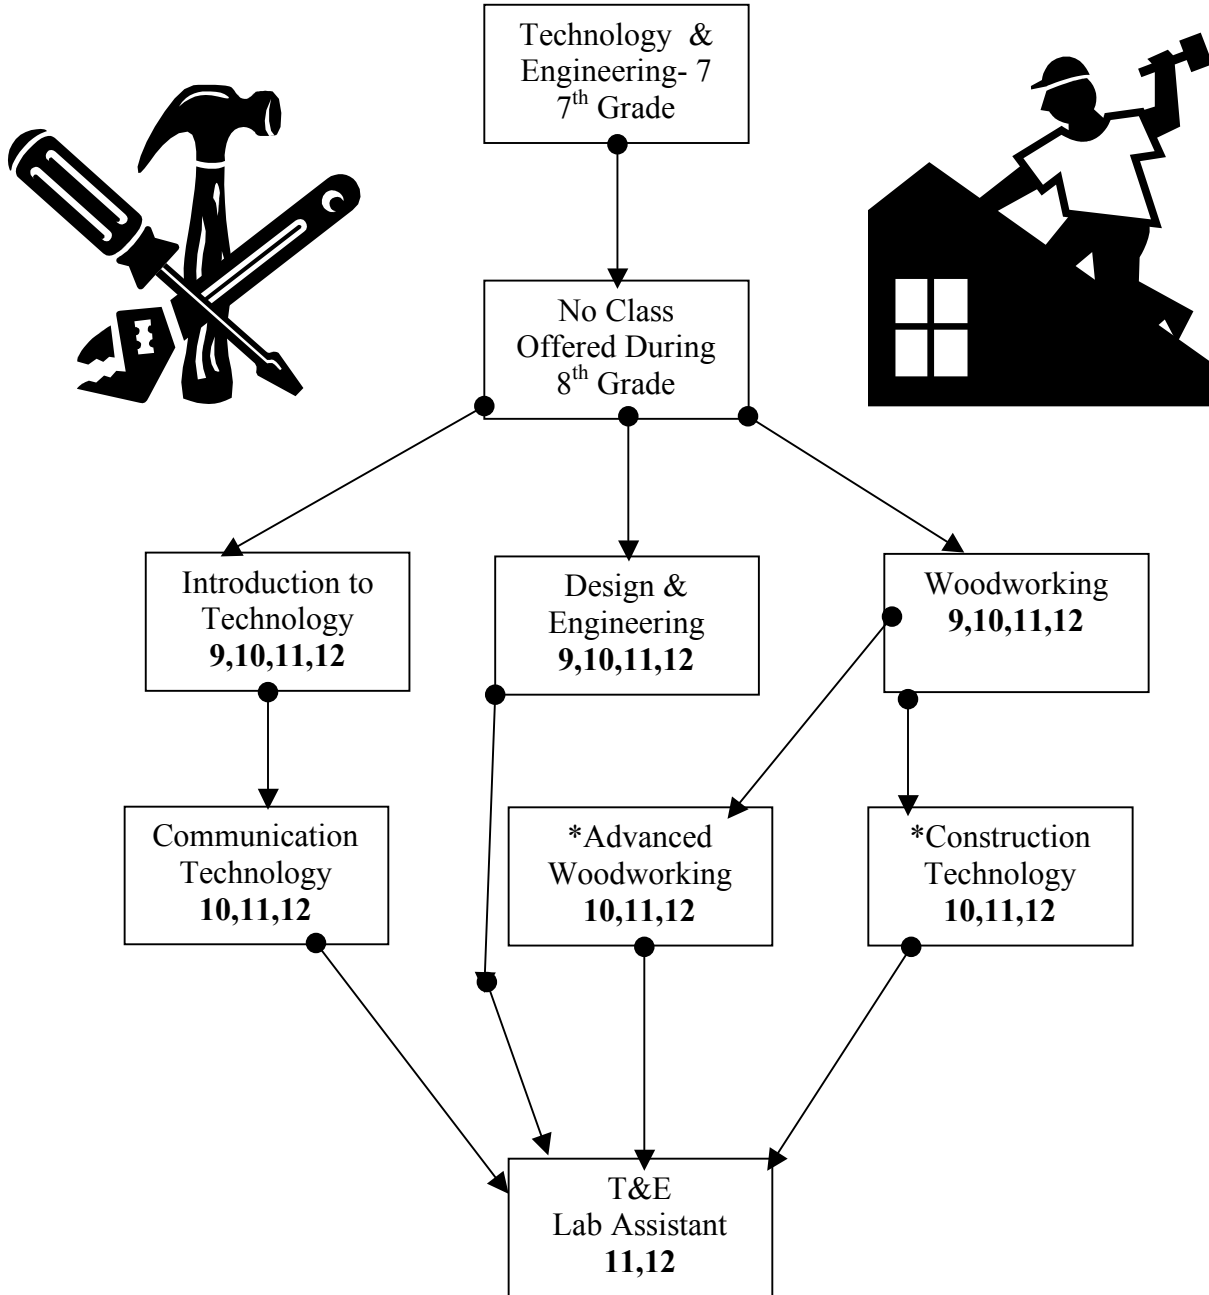 Technology &
Engineering- 7
7th Grade
No Class
Offered During
8th Grade
Introduction to
Technology
9,10,11,12
Design &
Engineering
9,10,11,12
Woodworking
9,10,11,12
Communication
Technology
10,11,12
*Advanced
Woodworking
10,11,12
*Construction
Technology
10,11,12
T&E
Lab Assistant
11,12